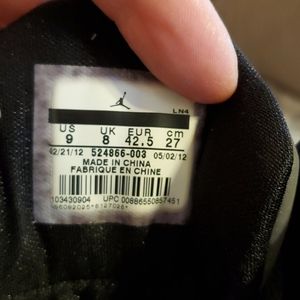 LN4
US UK EUR cm
9 8 42.5 27
02/21/12 524866-003 05/02/12
MADE IN CHINA
FABRIQUE EN CHINE
103430904 UPC 00886550857451